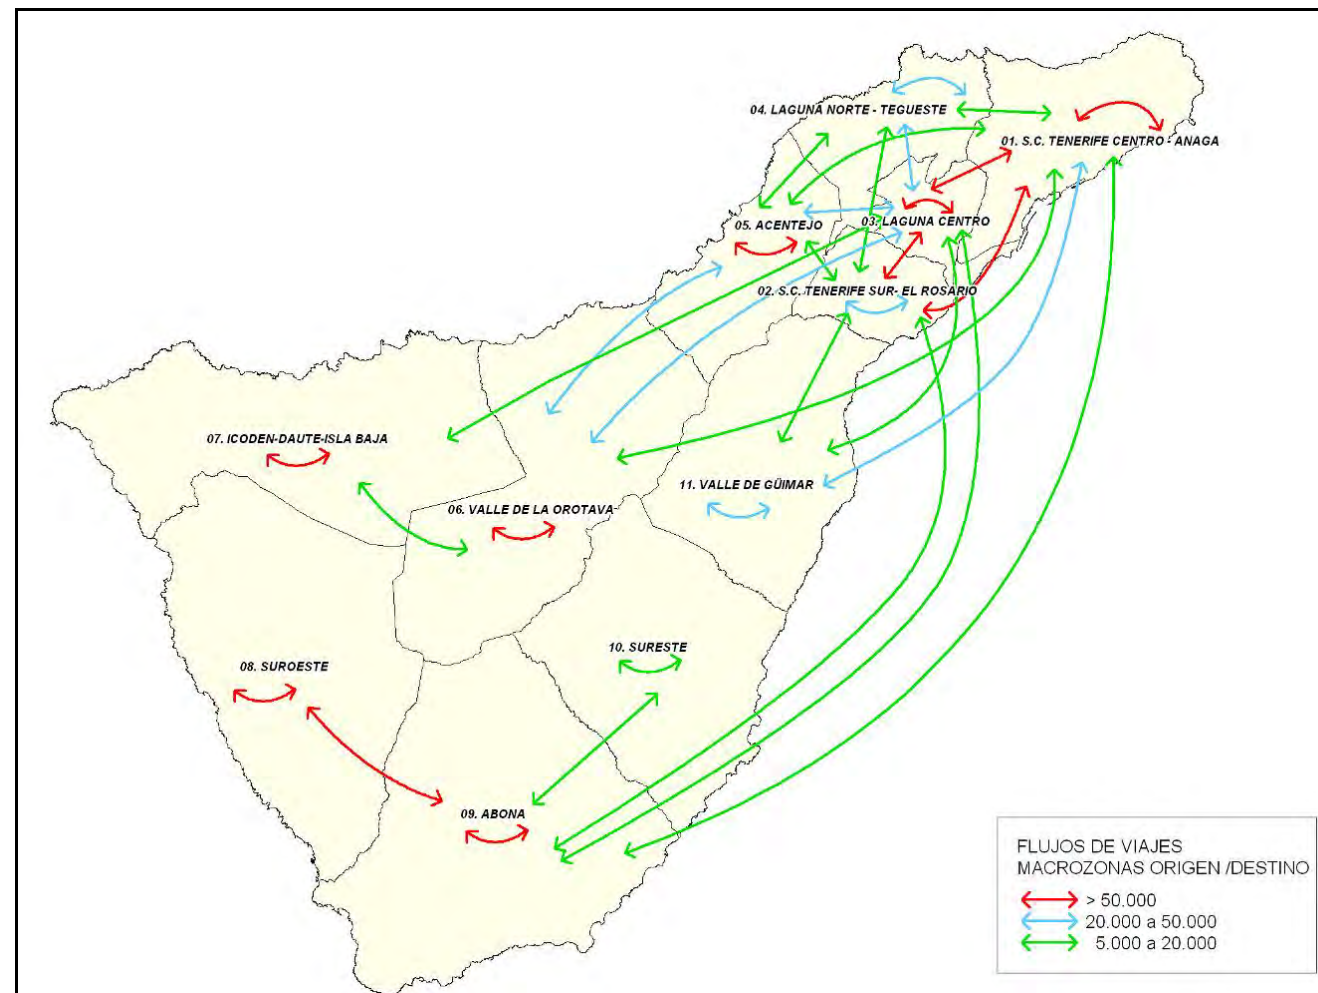 04. LAGUNA NORTE - TEGUESTE
01. S.C. TENERIFE CENTRO - ANAGA
05. ACENTEJO
03. LAGUNA CENTRO
02. S.C. TENERIFE SUR- EL ROSARIO
07. ICODEN-DAUTE-ISLA BAJA
11. VALLE DE GÜIMAR
06. VALLE DE LA OROTAVA
10. SURESTE
08. SUROESTE
09. ABONA
FLUJOS DE VIAJES
MACROZONAS ORIGEN /DESTINO
> 50.000
20.000 a 50.000
5.000 a 20.000